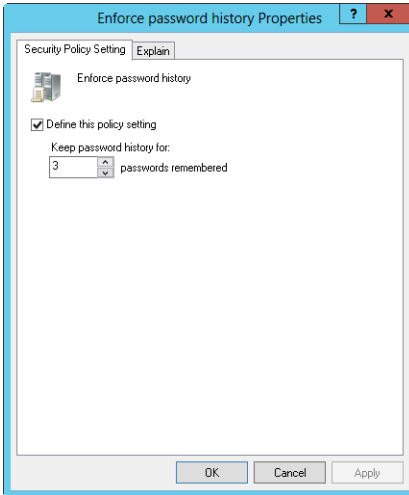 Enforce password history Properties
? x
Security Policy Setting Explain
Enforce password history
Define this policy setting
Keep password history for:
3 passwords remembered
OK Cancel Apply